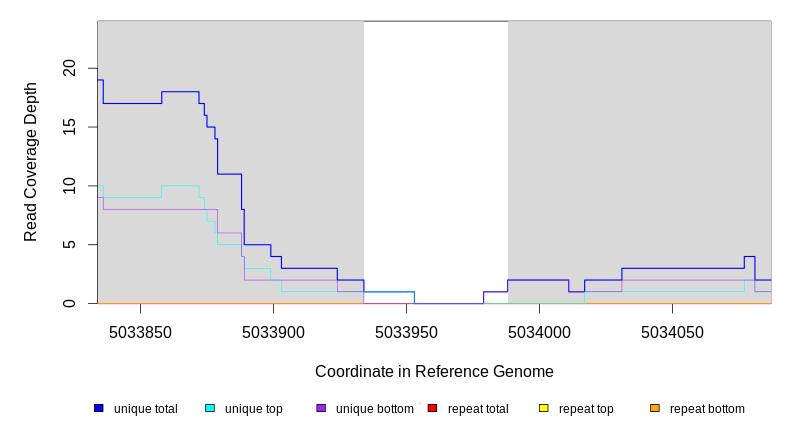 Read Coverage Depth
20
15
10
5
0
5033850 5033900 5033950 5034000 5034050
Coordinate in Reference Genome
unique total unique top unique bottom repeat total repeat top repeat bottom